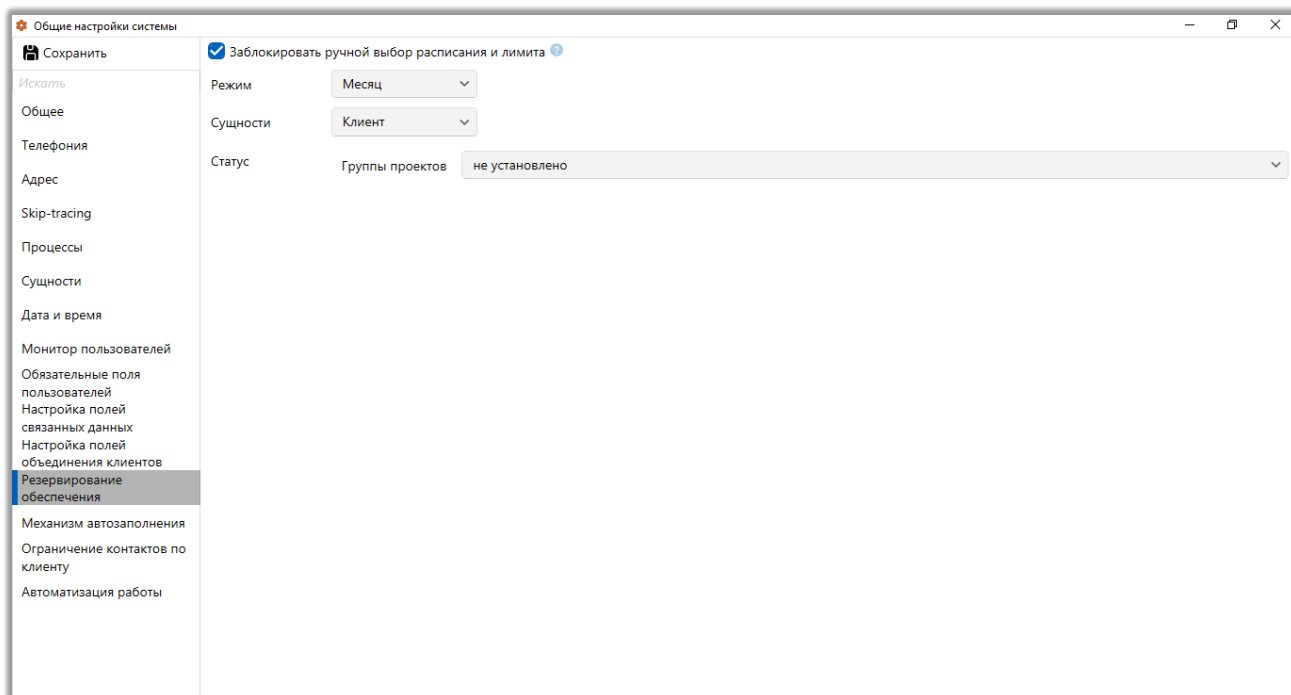 Общие настройки системы
Сохранить
Искать
Общее
Телефония
Адрес
Skip-tracing
Процессы
Сущности
Дата и время
Монитор пользователей
Обязательные поля
пользователей
Настройка полей
связанных данных
Настройка полей
объединения клиентов
Резервирование
обеспечения
Механизм автозаполнения
Ограничение контактов по
клиенту
Автоматизация работы
Заблокировать ручной выбор расписания и лимита ?
Режим Месяц
Сущности Клиент
Статус Группы проектов не установлено